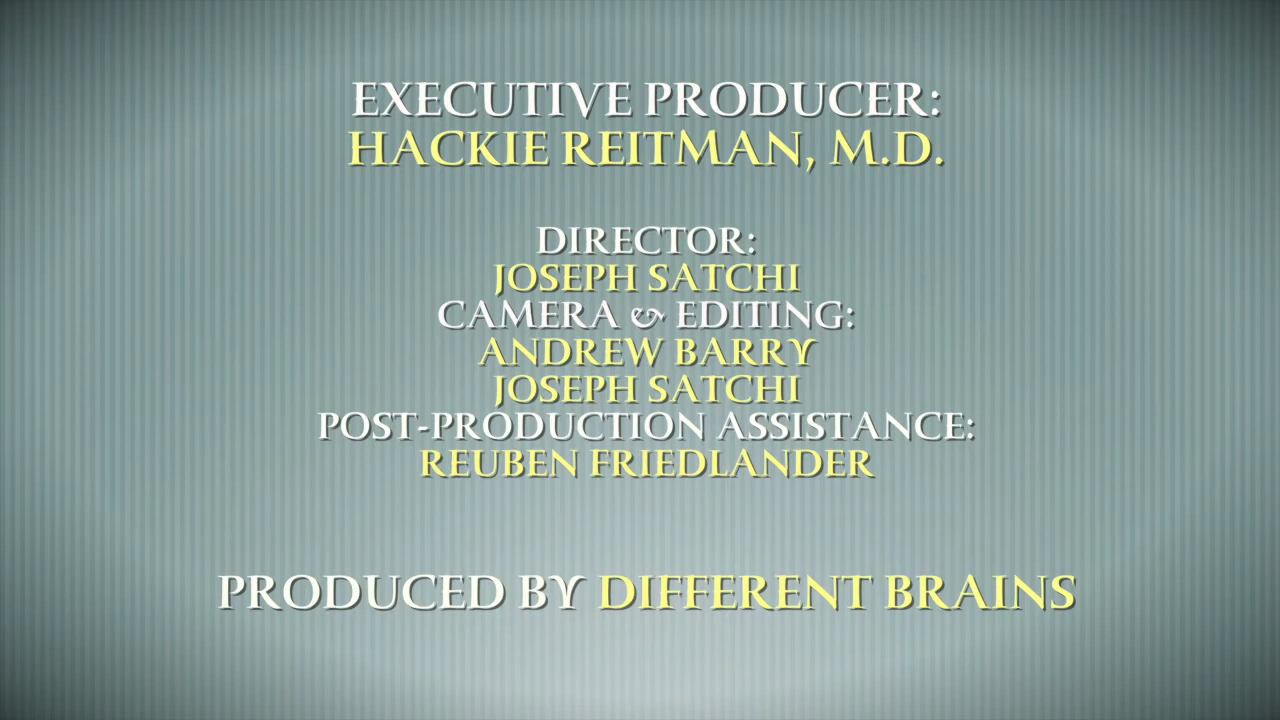 EXECUTIVE PRODUCER:
HACKIE REITMAN, M.D.
DIRECTOR:
JOSEPH SATCHI
CAMERA & EDITING:
ANDREW BARRY
JOSEPH SATCHI
POST-PRODUCTION ASSISTANCE:
REUBEN FRIEDLANDER
PRODUCED BY DIFFERENT BRAINS